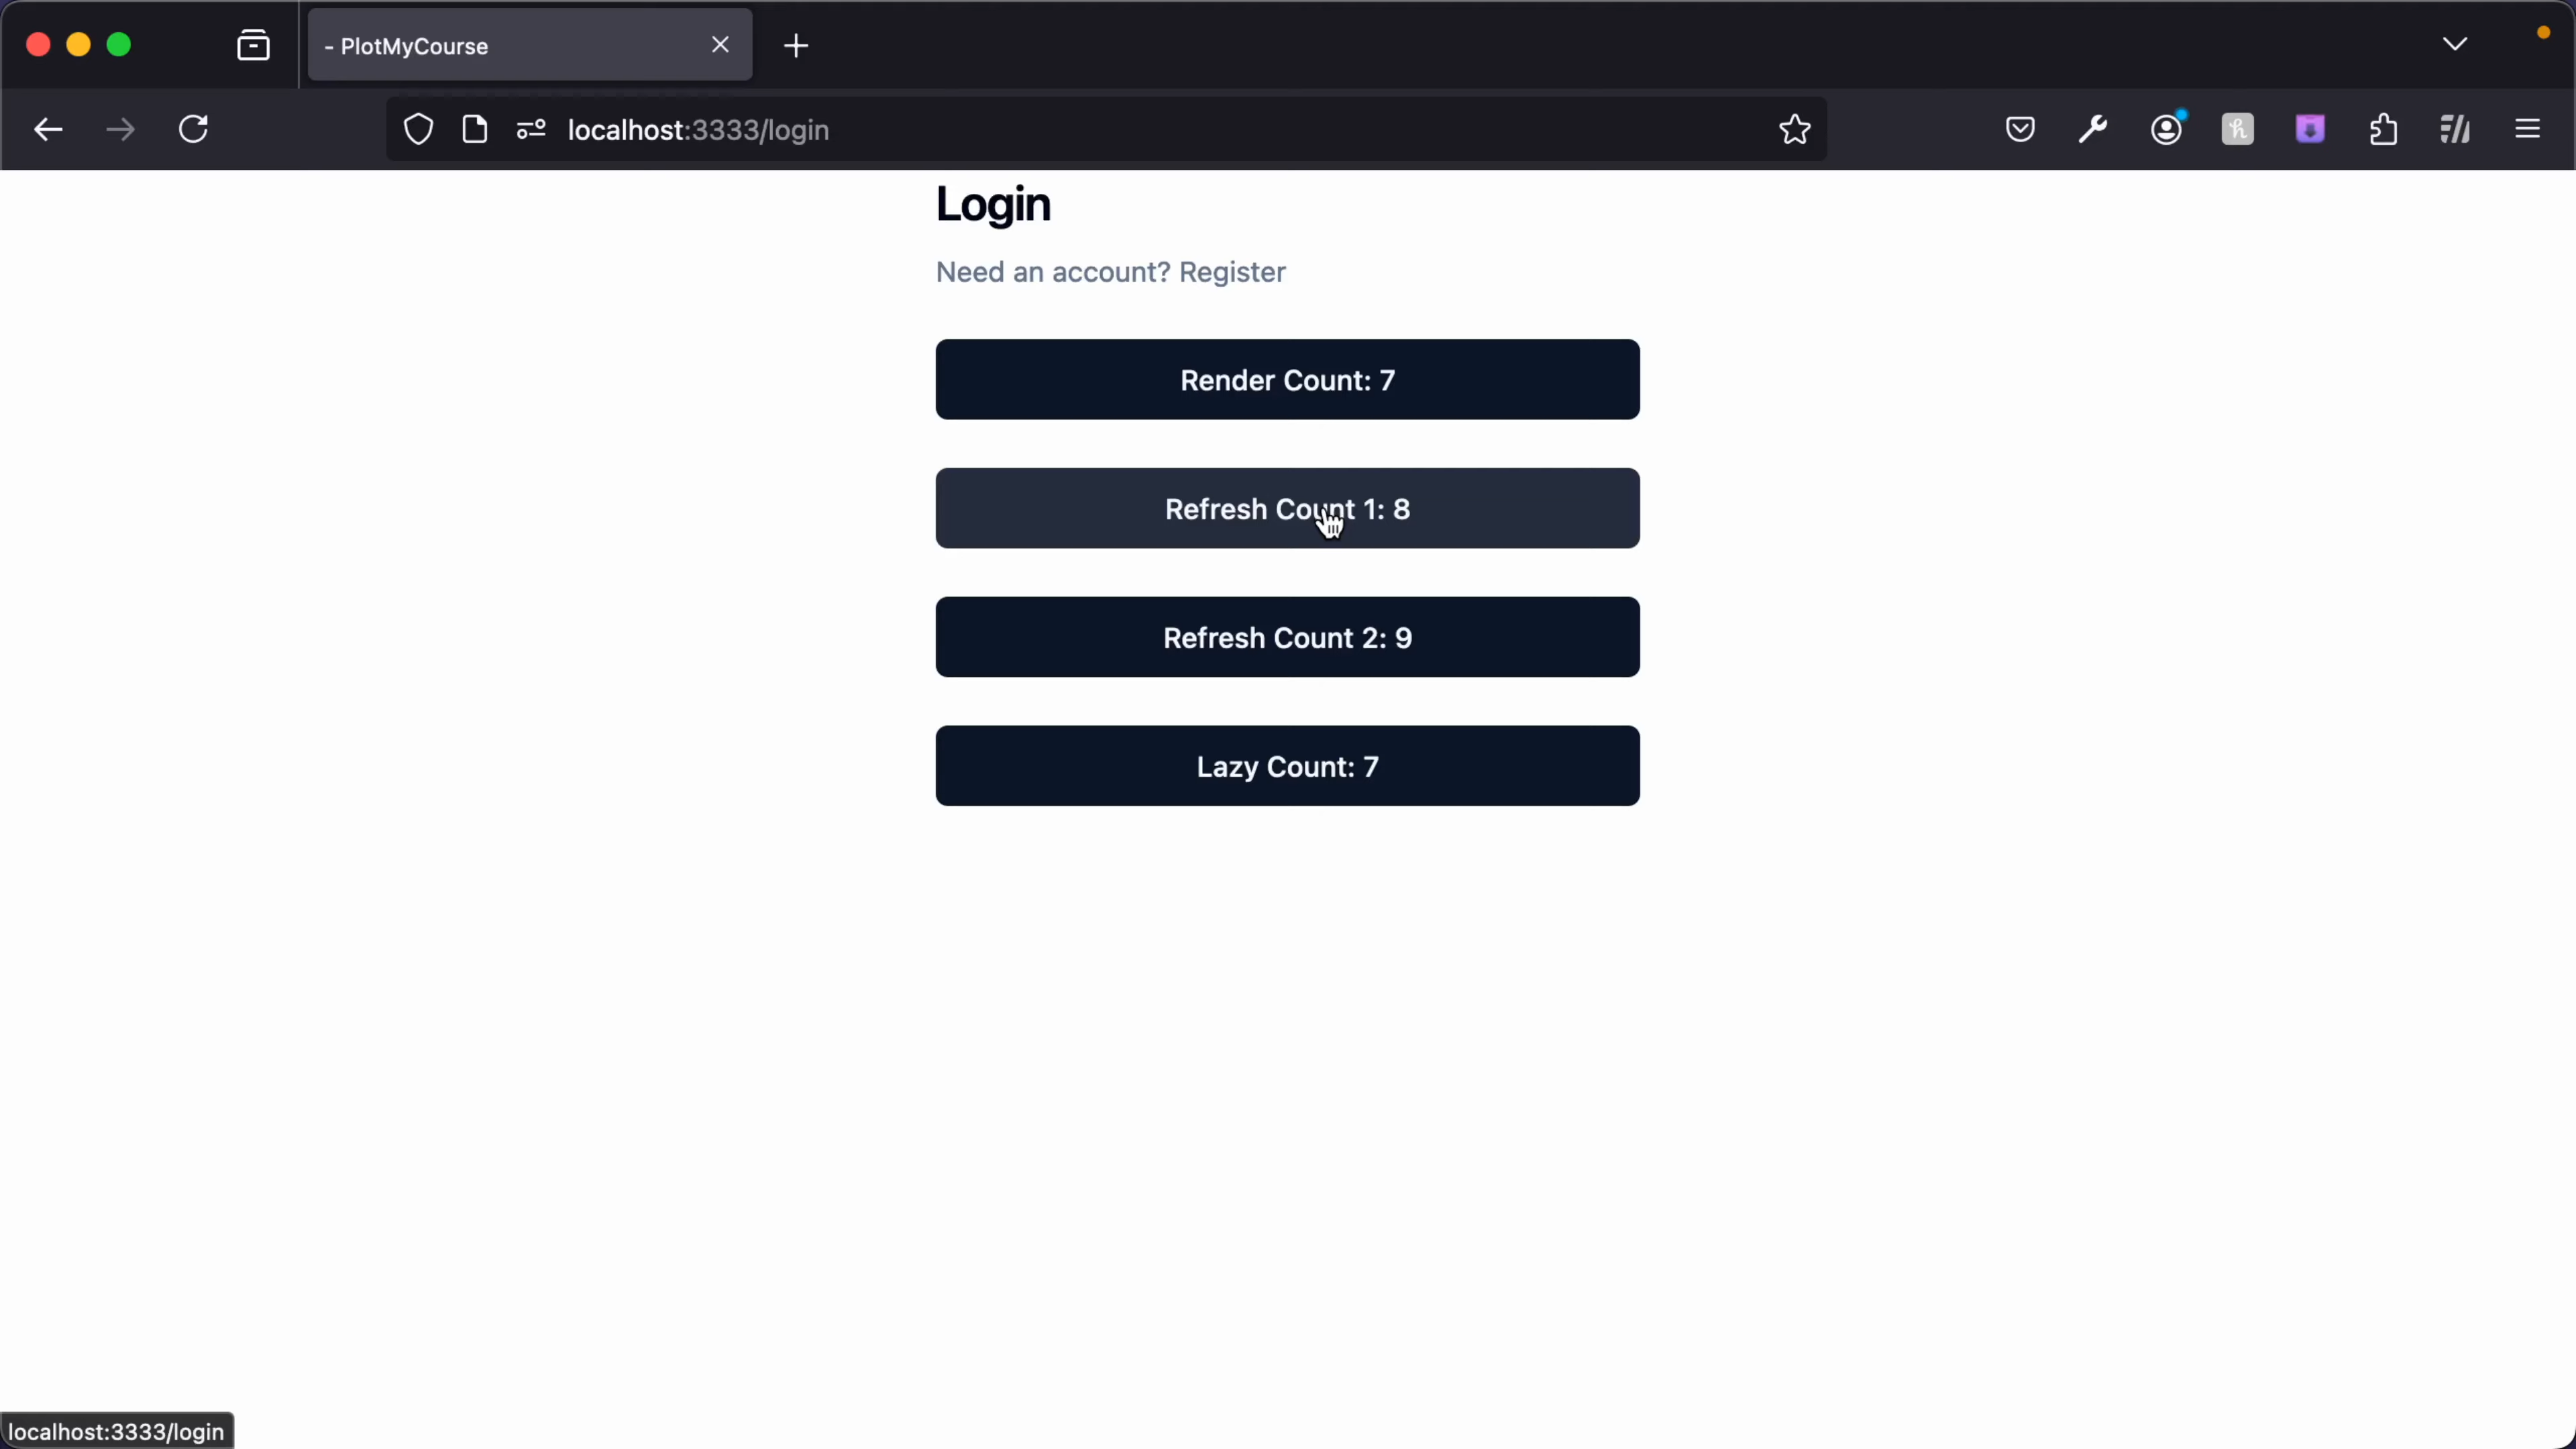 - PlotMyCourse
localhost:3333/login
Login
Need an account? Register
Render Count: 7
Refresh Count 1: 8
Refresh Count 2: 9
Lazy Count: 7
localhost:3333/login